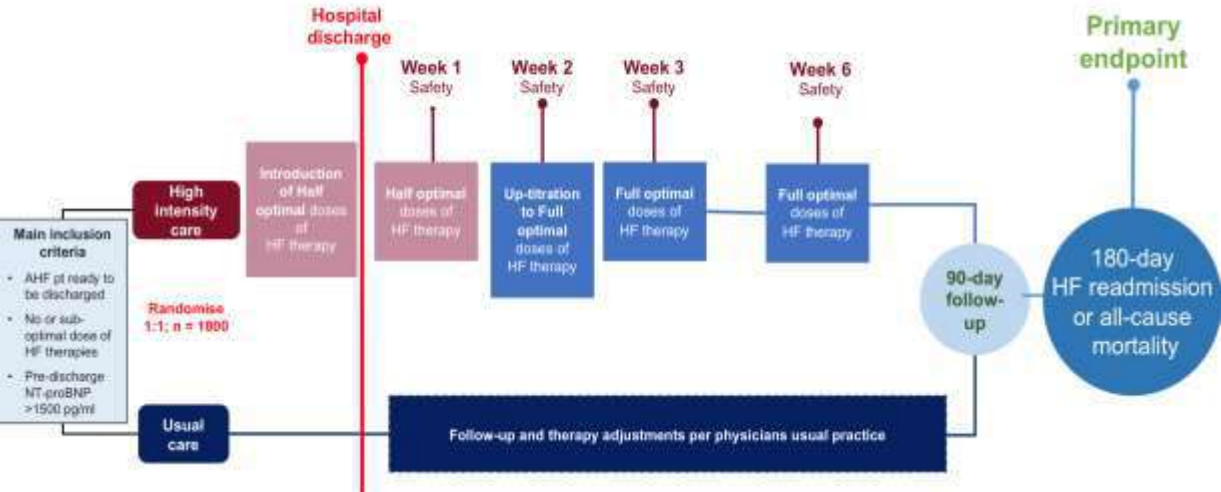 Hospital
discharge
Primary
endpoint
Week 1
Safety
Week 2
Safety
Week 3
Safety
Week 6
Safety
Main inclusion
criteria
• AHF pt ready to
be discharged
• No or sub-
optimal dose of
HF therapies
• Pre-discharge
NT-proBNP
>1500 pg/ml
High
intensity
care
Randomise
1:1; n = 1800
Usual
care
Introduction
of Half
optimal doses
of
HF therapy
Half optimal
doses of
HF therapy
Up-titration
to Full
optimal
doses of
HF therapy
Full optimal
doses of
HF therapy
Full optimal
doses of
HF therapy
Follow-up and therapy adjustments per physicians usual practice
90-day
follow-
up
180-day
HF readmission
or all-cause
mortality